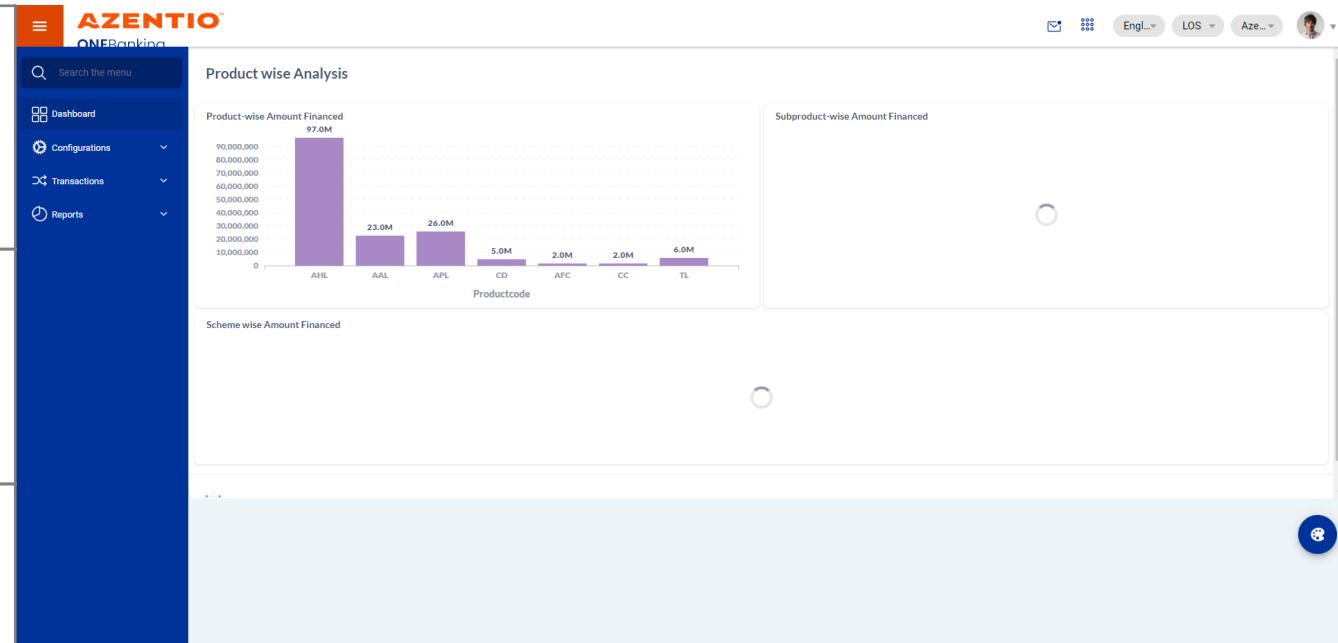 AZENTIO™
ONEBanking
Engl...
LOS
Aze...
Search the menu
Dashboard
Configurations
Transactions
Reports
Product wise Analysis
Product-wise Amount Financed
97.0M
90,000,000
80,000,000
70,000,000
60,000,000
50,000,000
40,000,000
30,000,000
20,000,000
10,000,000
0
23.0M
26.0M
5.0M
2.0M
2.0M
6.0M
AHL AAL APL CD AFC CC TL
Productcode
Subproduct-wise Amount Financed
Scheme wise Amount Financed